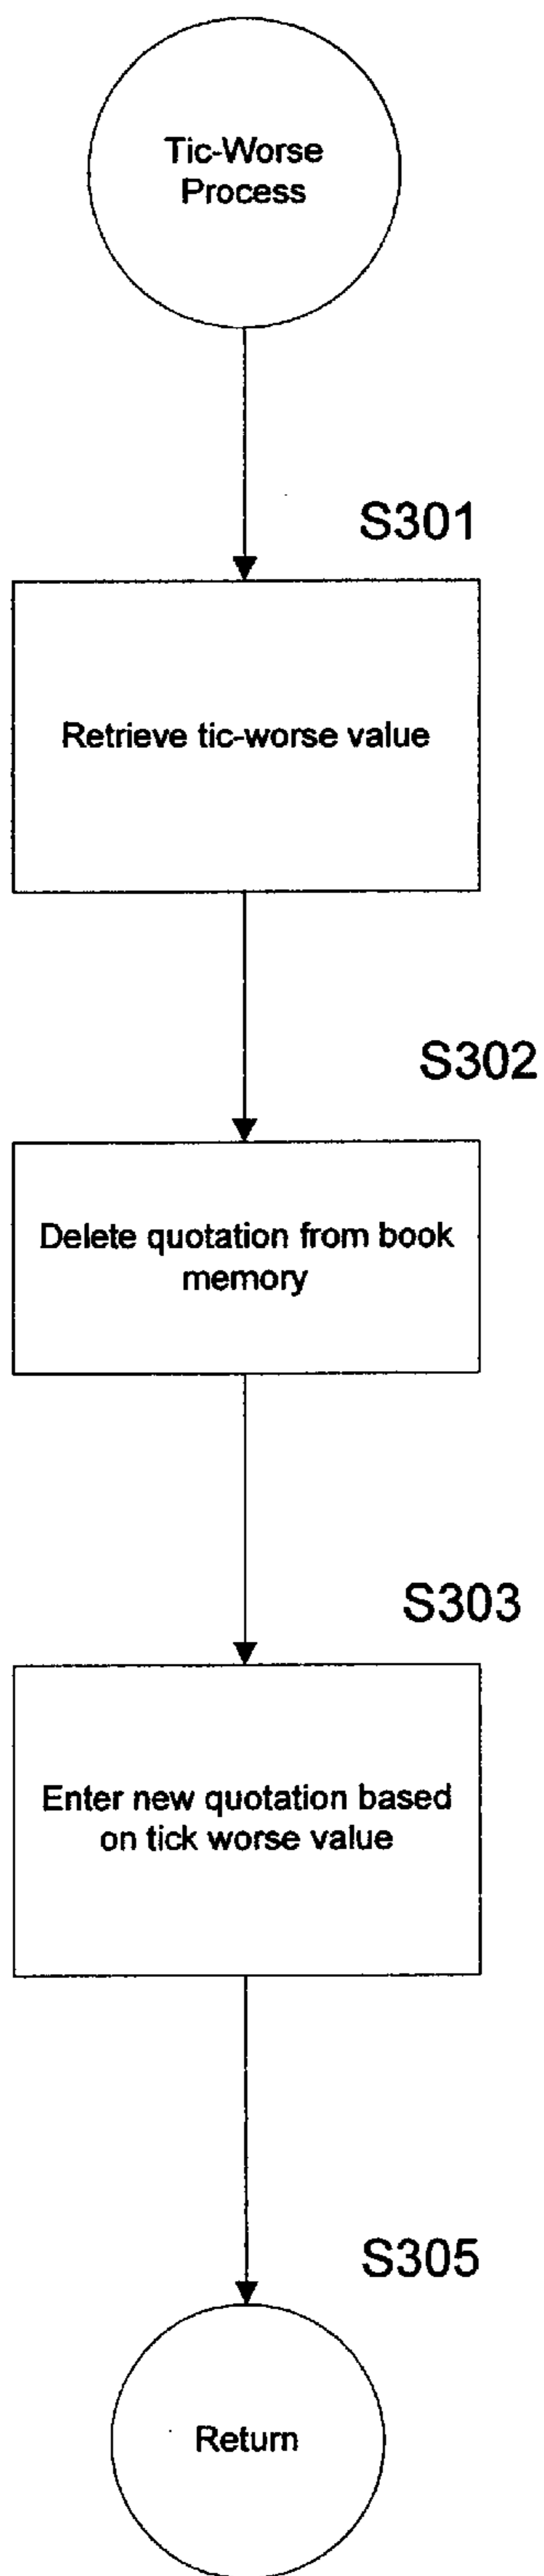 Tic-Worse
Process
S301
Retrieve tic-worse value
S302
Delete quotation from book
memory
S303
Enter new quotation based
on tick worse value
S305
Return